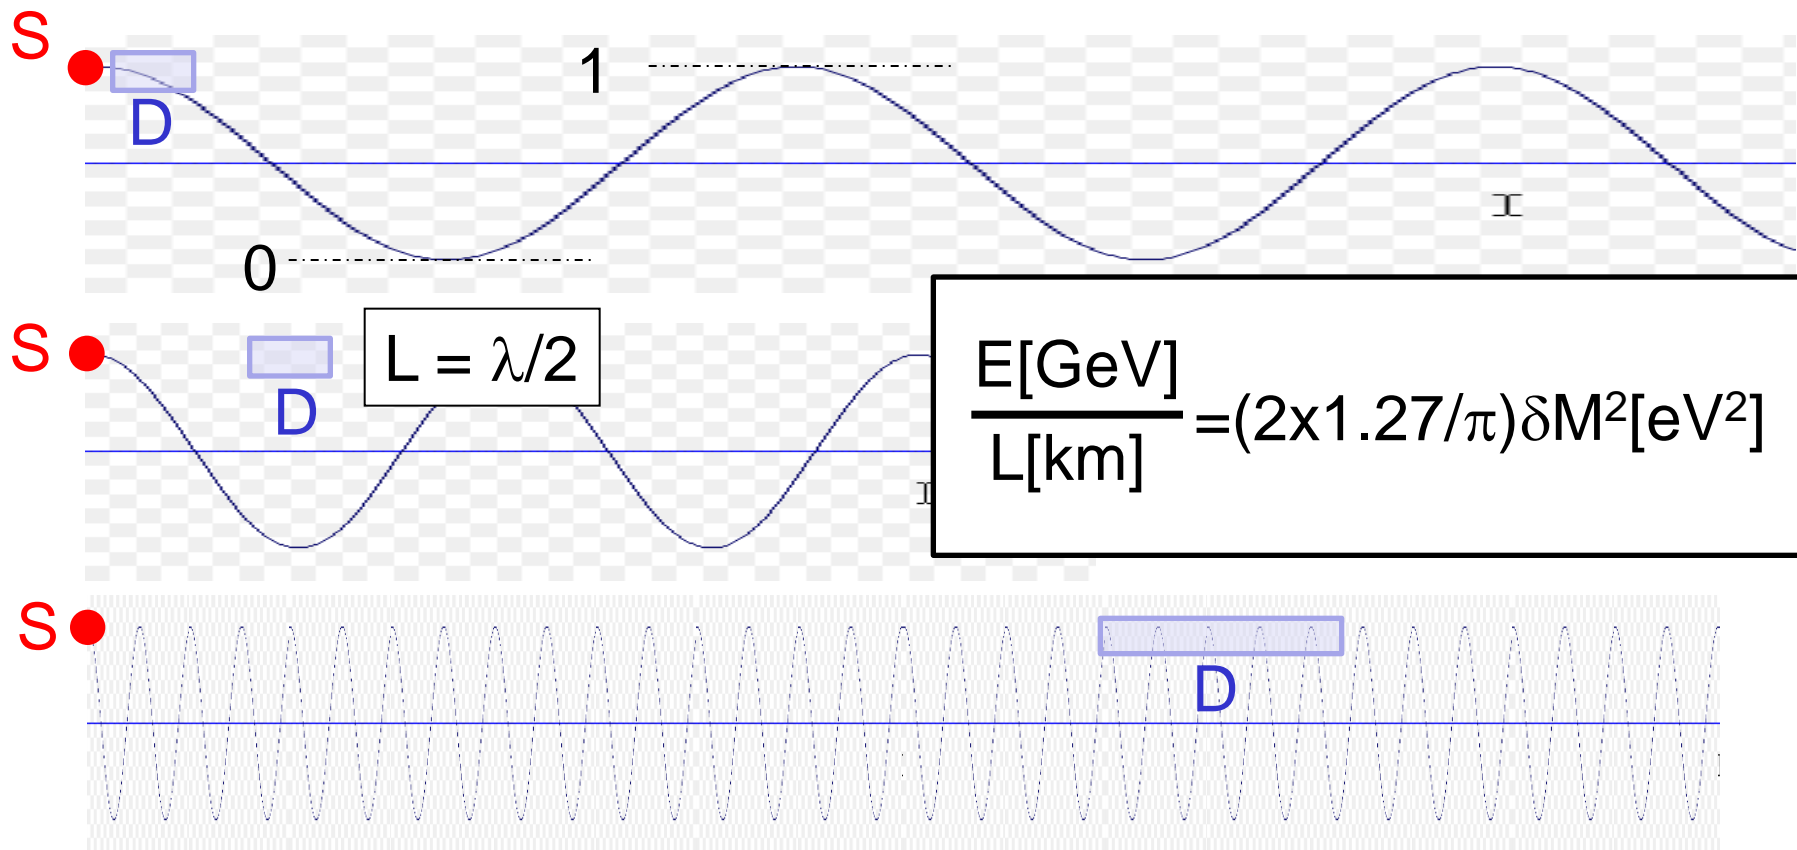 S
D
1
0
S
D
L = λ/2
E[GeV]
L[km]
=(2x1.27/π)δM²[eV²]
S
D